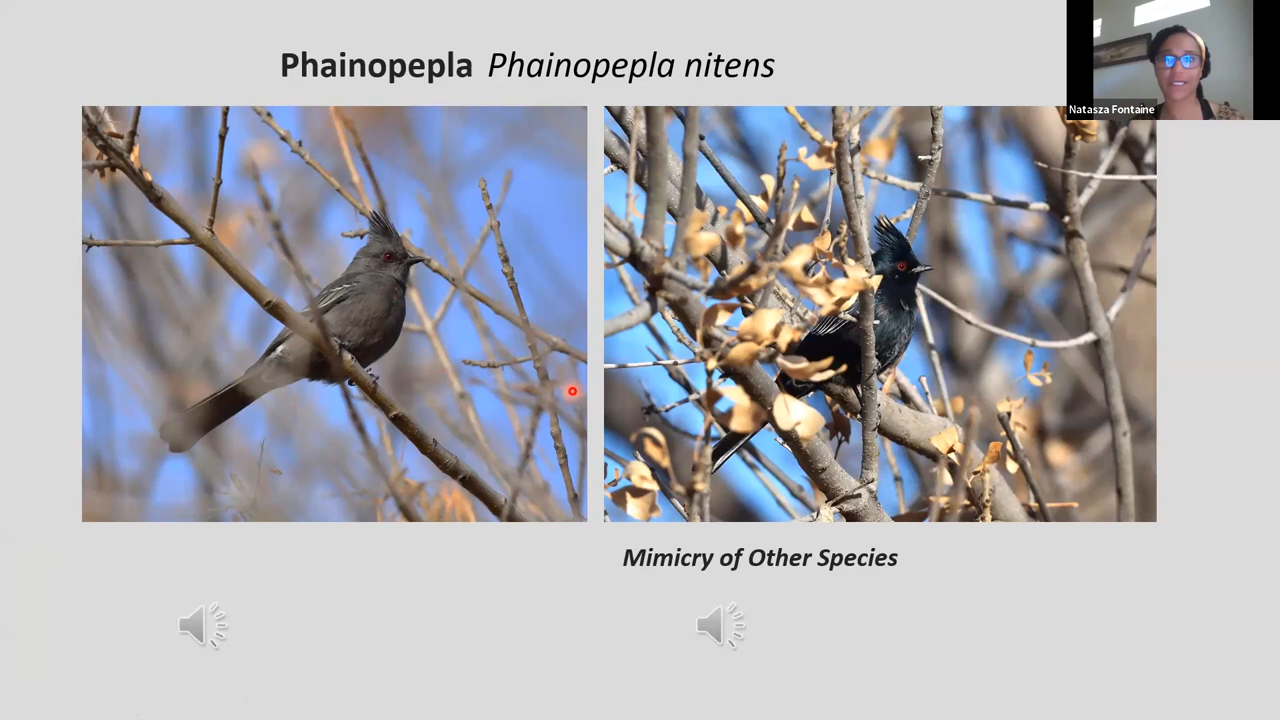 Phainopepla Phainopepla nitens
Natasza Fontaine
Mimicry of Other Species